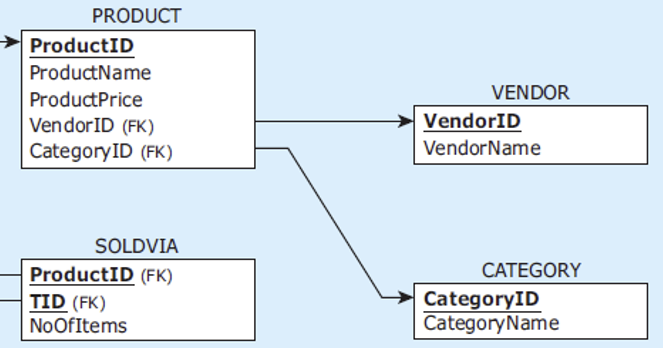 PRODUCT
ProductID
ProductName
ProductPrice
VendorID (FK)
CategoryID (FK)
VENDOR
VendorID
VendorName
SOLDVIA
ProductID (FK)
TID (FK)
NoOfItems
CATEGORY
CategoryID
CategoryName